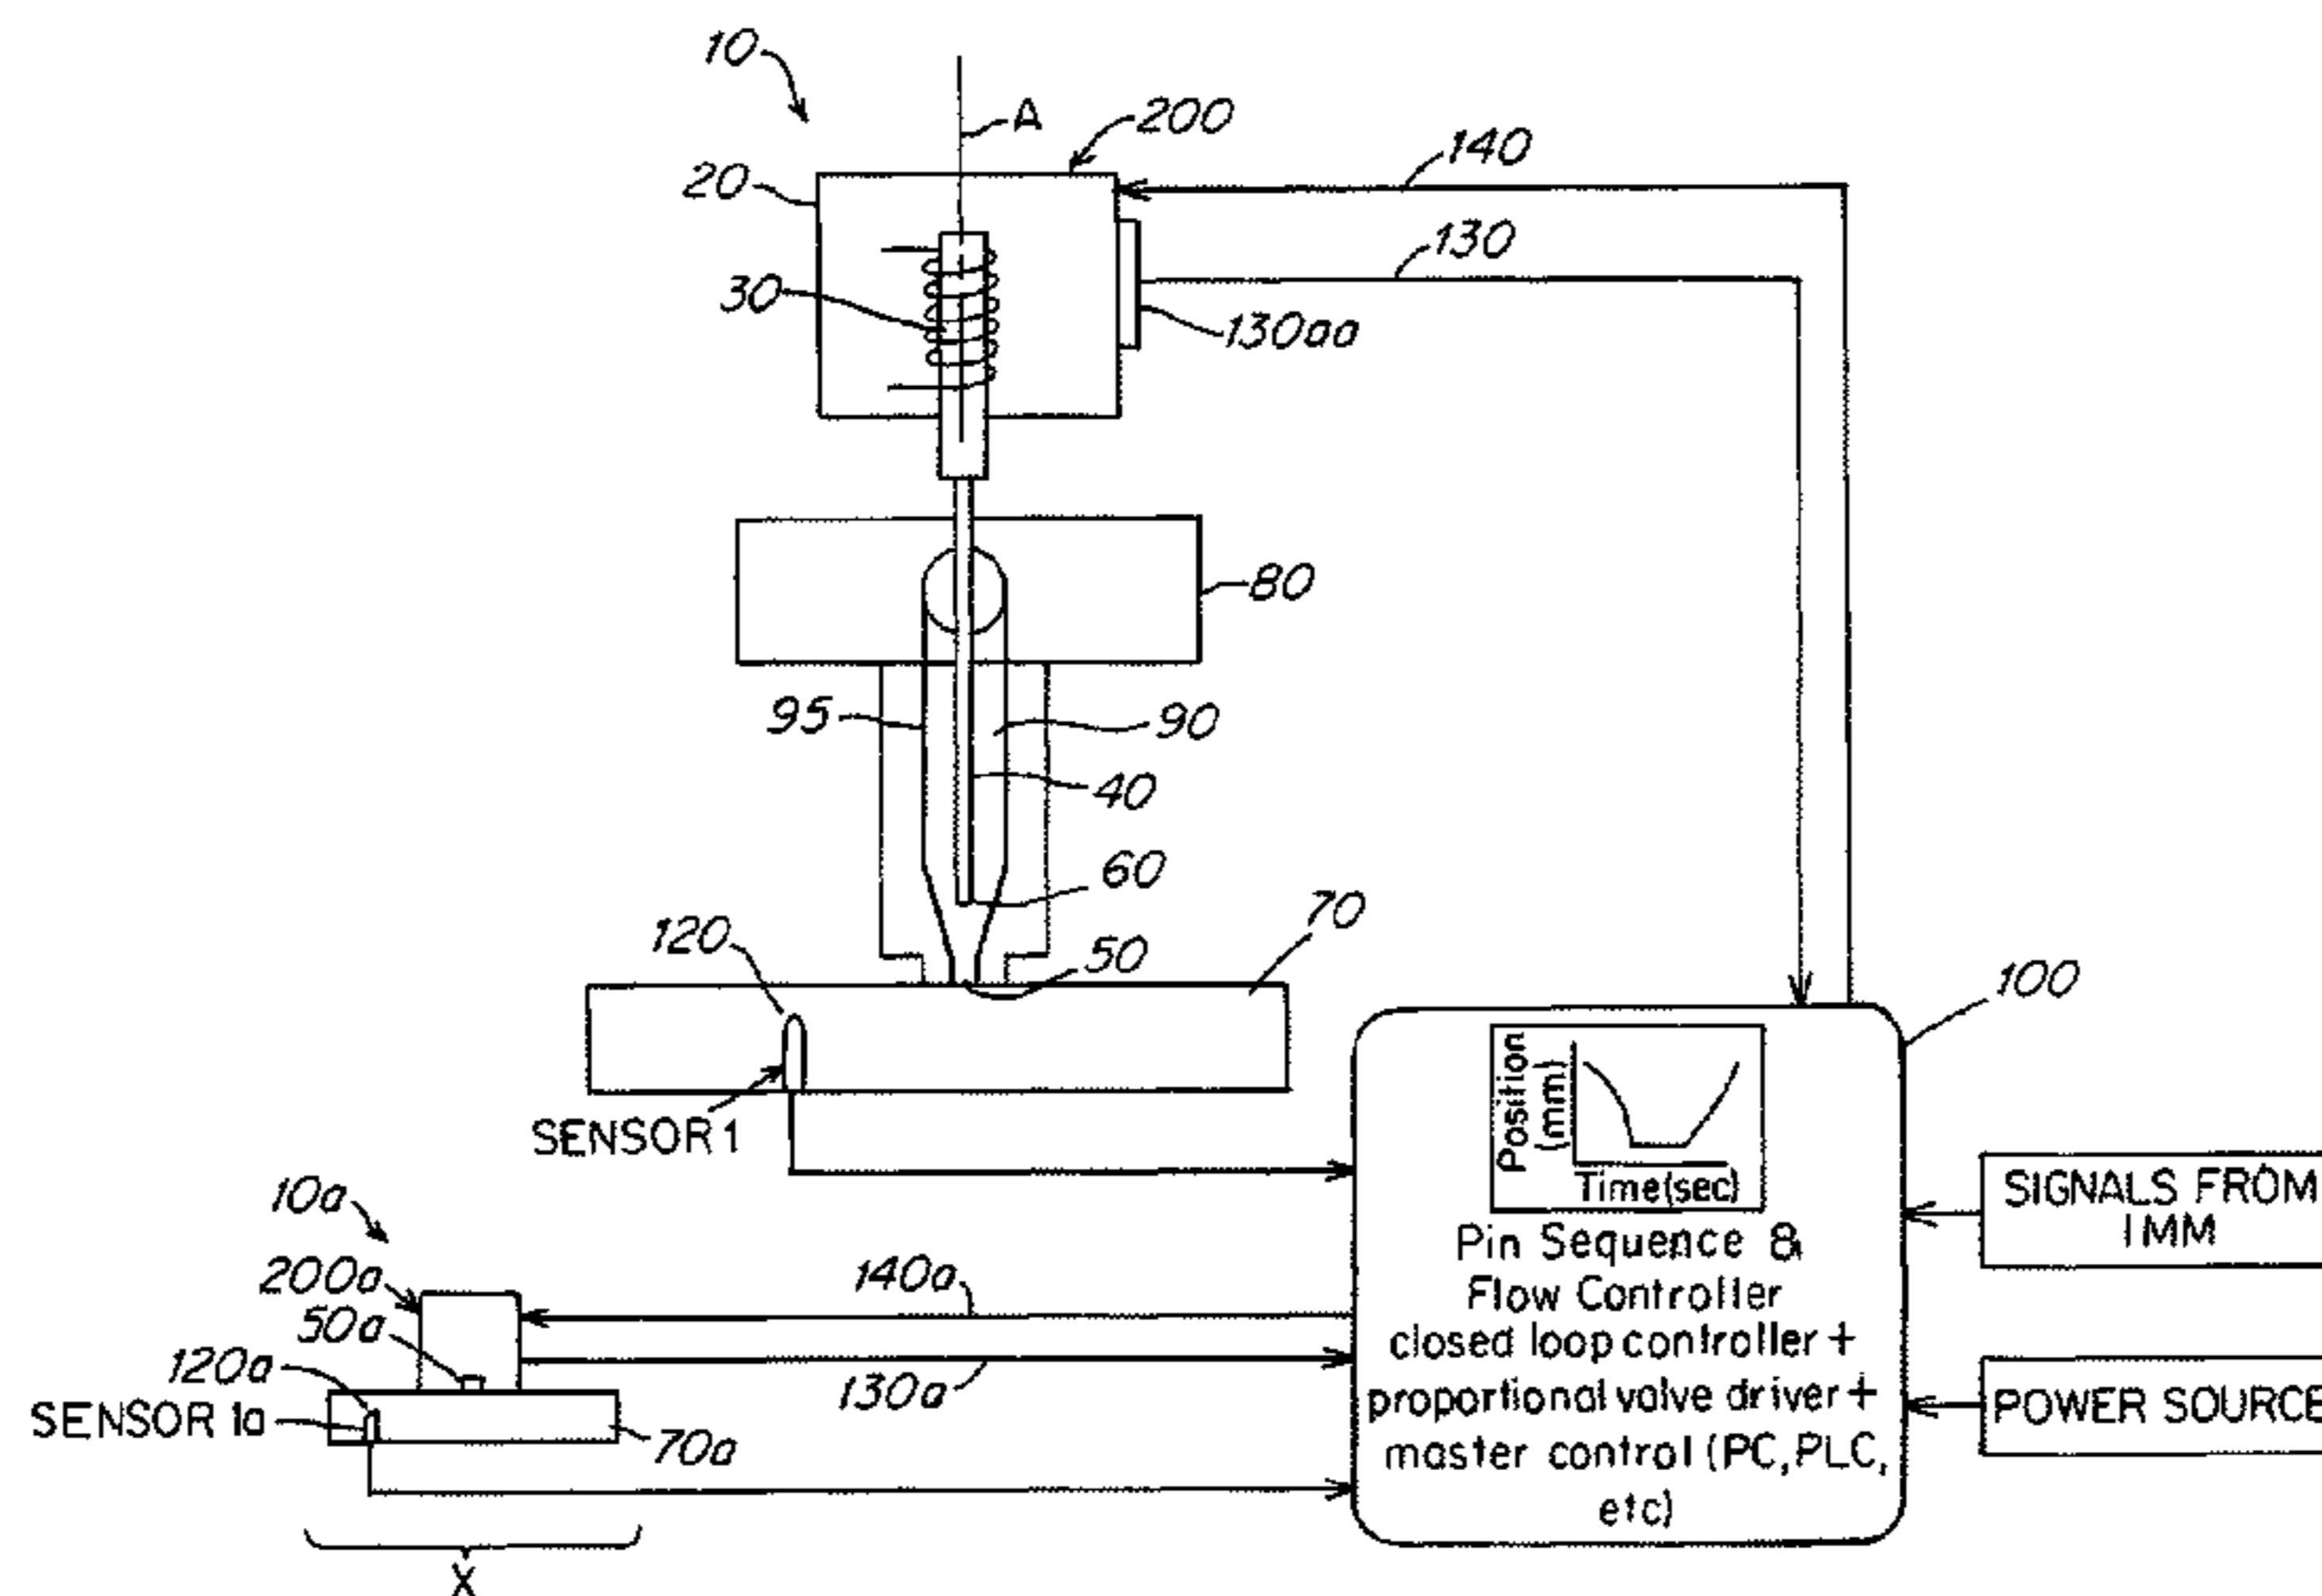 10
A
200
20
140
130
30
130aa
80
95
90
40
60
70
120
50
100
SENSOR 1
Position
(mm)
Time(sec)
10a
SIGNALS FROM
IMM
Pin Sequence &
Flow Controller
closed loop controller +
proportional valve driver +
master control (PC, PLC,
etc)
200a
140a
50a
120a
130a
SENSOR 1a
70a
POWER SOURCE
X